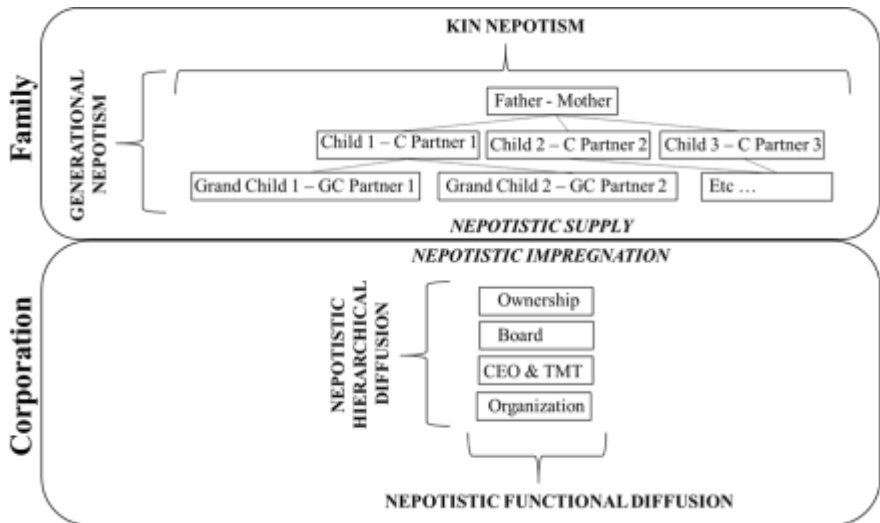 KIN NEPOTISM
Family
GENERATIONAL
NEPOTISM
Father - Mother
Child 1 – C Partner 1
Child 2 – C Partner 2
Child 3 – C Partner 3
Grand Child 1 – GC Partner 1
Grand Child 2 – GC Partner 2
Etc …
NEPOTISTIC SUPPLY
NEPOTISTIC IMPREGNATION
Corporation
NEPOTISTIC
HIERARCHICAL
DIFFUSION
Ownership
Board
CEO & TMT
Organization
NEPOTISTIC FUNCTIONAL DIFFUSION